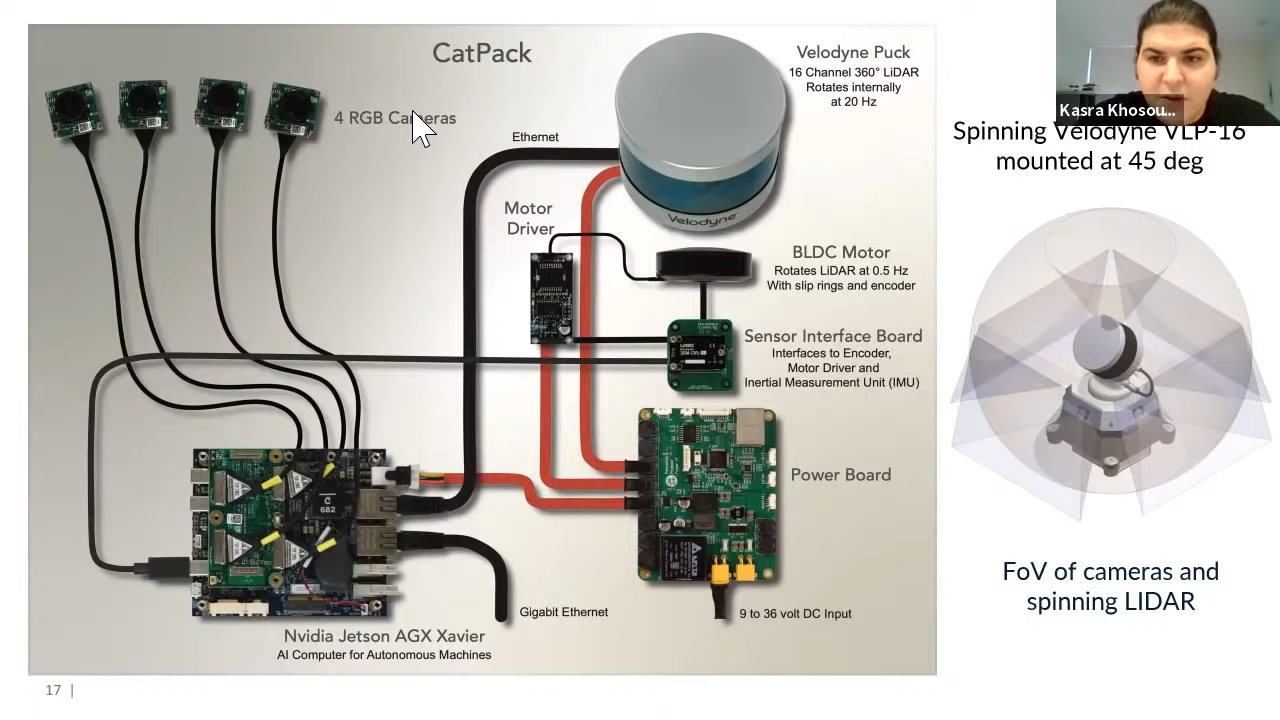 CatPack
Velodyne Puck
16 Channel 360° LiDAR
Rotates internally
at 20 Hz
Kasra Khosou...
4 RGB Cameras
Spinning Velodyne VLP-16
mounted at 45 deg
Ethernet
Velodyne
Motor
Driver
BLDC Motor
Rotates LiDAR at 0.5 Hz
With slip rings and encoder
Sensor Interface Board
Interfaces to Encoder,
Motor Driver and
Inertial Measurement Unit (IMU)
Power Board
682
DELTA
FoV of cameras and
spinning LIDAR
Gigabit Ethernet
9 to 36 volt DC Input
Nvidia Jetson AGX Xavier
AI Computer for Autonomous Machines
17 |